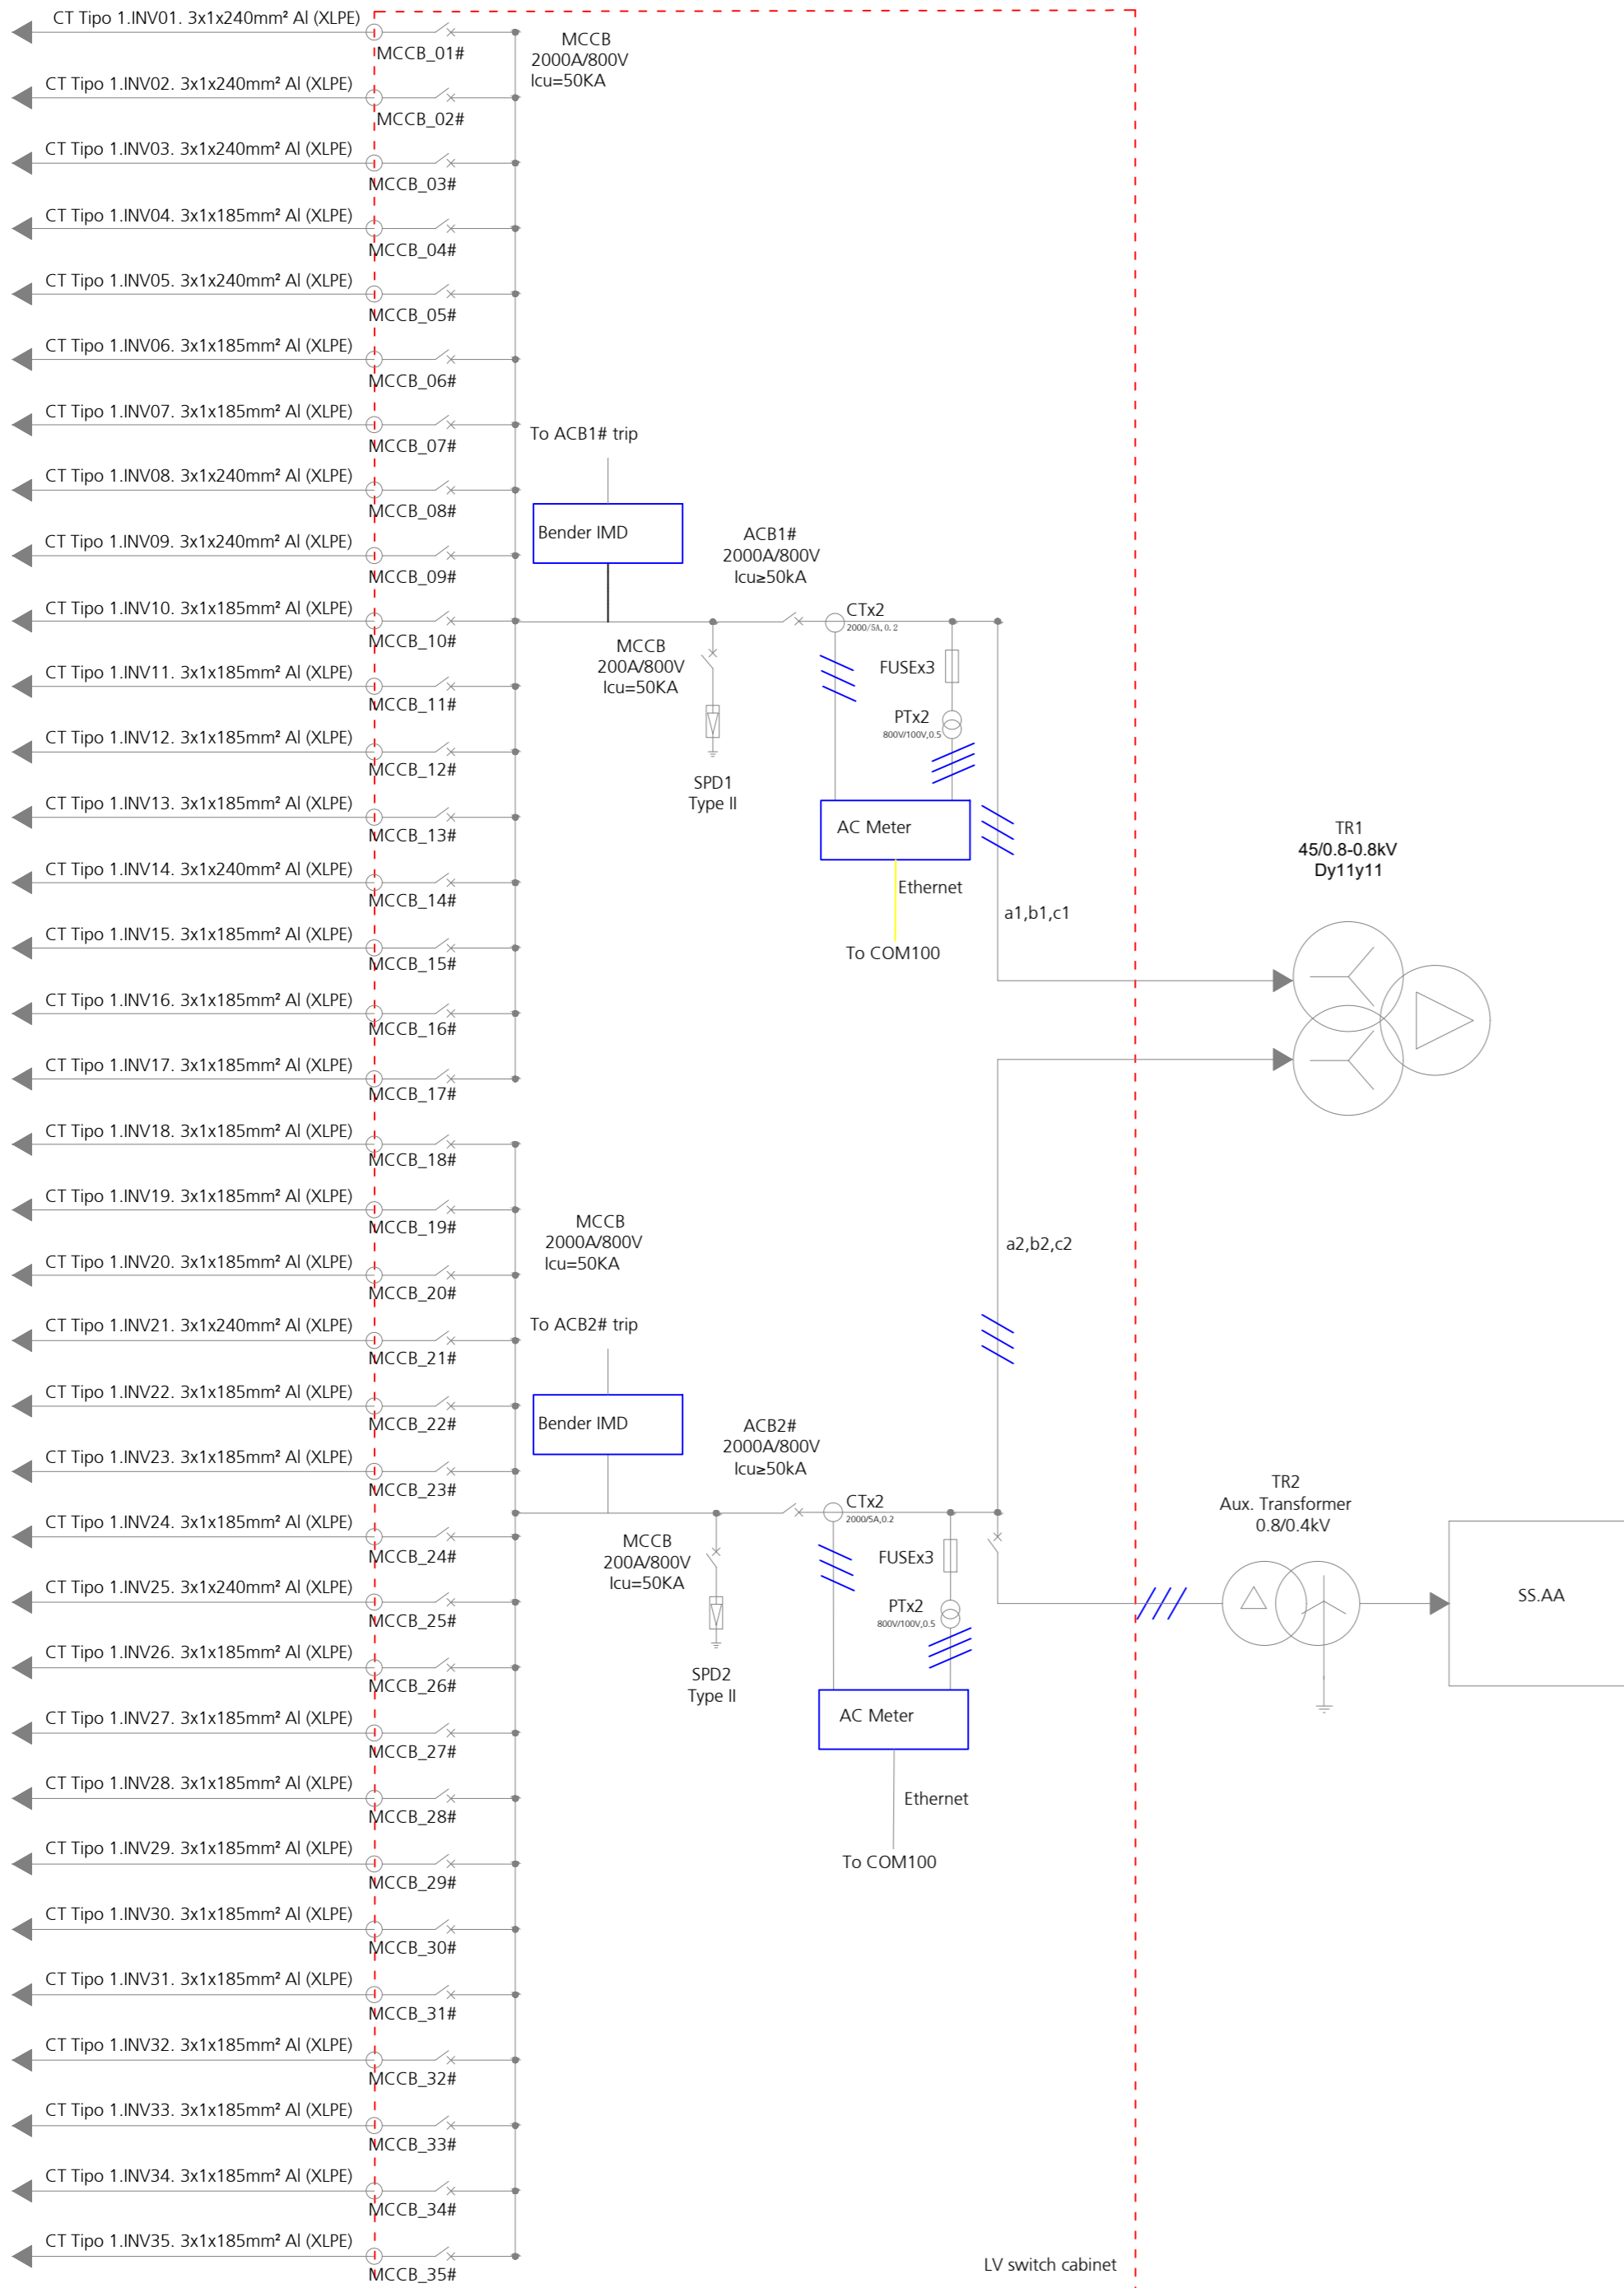 CT Tipo 1.INV01. 3x1x240mm² Al (XLPE)
MCCB_01#
CT Tipo 1.INV02. 3x1x240mm² Al (XLPE)
MCCB_02#
CT Tipo 1.INV03. 3x1x240mm² Al (XLPE)
MCCB_03#
CT Tipo 1.INV04. 3x1x185mm² Al (XLPE)
MCCB_04#
CT Tipo 1.INV05. 3x1x240mm² Al (XLPE)
MCCB_05#
CT Tipo 1.INV06. 3x1x185mm² Al (XLPE)
MCCB_06#
CT Tipo 1.INV07. 3x1x185mm² Al (XLPE)
MCCB_07#
CT Tipo 1.INV08. 3x1x240mm² Al (XLPE)
MCCB_08#
CT Tipo 1.INV09. 3x1x240mm² Al (XLPE)
MCCB_09#
CT Tipo 1.INV10. 3x1x185mm² Al (XLPE)
MCCB_10#
CT Tipo 1.INV11. 3x1x185mm² Al (XLPE)
MCCB_11#
CT Tipo 1.INV12. 3x1x185mm² Al (XLPE)
MCCB_12#
CT Tipo 1.INV13. 3x1x185mm² Al (XLPE)
MCCB_13#
CT Tipo 1.INV14. 3x1x240mm² Al (XLPE)
MCCB_14#
CT Tipo 1.INV15. 3x1x185mm² Al (XLPE)
MCCB_15#
CT Tipo 1.INV16. 3x1x185mm² Al (XLPE)
MCCB_16#
CT Tipo 1.INV17. 3x1x185mm² Al (XLPE)
MCCB_17#
CT Tipo 1.INV18. 3x1x185mm² Al (XLPE)
MCCB_18#
CT Tipo 1.INV19. 3x1x185mm² Al (XLPE)
MCCB_19#
CT Tipo 1.INV20. 3x1x185mm² Al (XLPE)
MCCB_20#
CT Tipo 1.INV21. 3x1x240mm² Al (XLPE)
MCCB_21#
CT Tipo 1.INV22. 3x1x185mm² Al (XLPE)
MCCB_22#
CT Tipo 1.INV23. 3x1x185mm² Al (XLPE)
MCCB_23#
CT Tipo 1.INV24. 3x1x185mm² Al (XLPE)
MCCB_24#
CT Tipo 1.INV25. 3x1x240mm² Al (XLPE)
MCCB_25#
CT Tipo 1.INV26. 3x1x185mm² Al (XLPE)
MCCB_26#
CT Tipo 1.INV27. 3x1x185mm² Al (XLPE)
MCCB_27#
CT Tipo 1.INV28. 3x1x185mm² Al (XLPE)
MCCB_28#
CT Tipo 1.INV29. 3x1x185mm² Al (XLPE)
MCCB_29#
CT Tipo 1.INV30. 3x1x185mm² Al (XLPE)
MCCB_30#
CT Tipo 1.INV31. 3x1x185mm² Al (XLPE)
MCCB_31#
CT Tipo 1.INV32. 3x1x185mm² Al (XLPE)
MCCB_32#
CT Tipo 1.INV33. 3x1x185mm² Al (XLPE)
MCCB_33#
CT Tipo 1.INV34. 3x1x185mm² Al (XLPE)
MCCB_34#
CT Tipo 1.INV35. 3x1x185mm² Al (XLPE)
MCCB_35#
MCCB
2000A/800V
Icu=50KA
To ACB1# trip
Bender IMD
ACB1#
2000A/800V
Icu≥50kA
CTx2
2000/5A,0.2
MCCB
200A/800V
Icu=50KA
FUSEx3
PTx2
800V/100V,0.5
SPD1
Type II
AC Meter
Ethernet
To COM100
a1,b1,c1
TR1
45/0.8-0.8kV
Dy11y11
MCCB
2000A/800V
Icu=50KA
a2,b2,c2
To ACB2# trip
Bender IMD
ACB2#
2000A/800V
Icu≥50kA
CTx2
2000/5A,0.2
MCCB
200A/800V
Icu=50KA
FUSEx3
PTx2
800V/100V,0.5
SPD2
Type II
AC Meter
Ethernet
To COM100
TR2
Aux. Transformer
0.8/0.4kV
SS.AA
LV switch cabinet